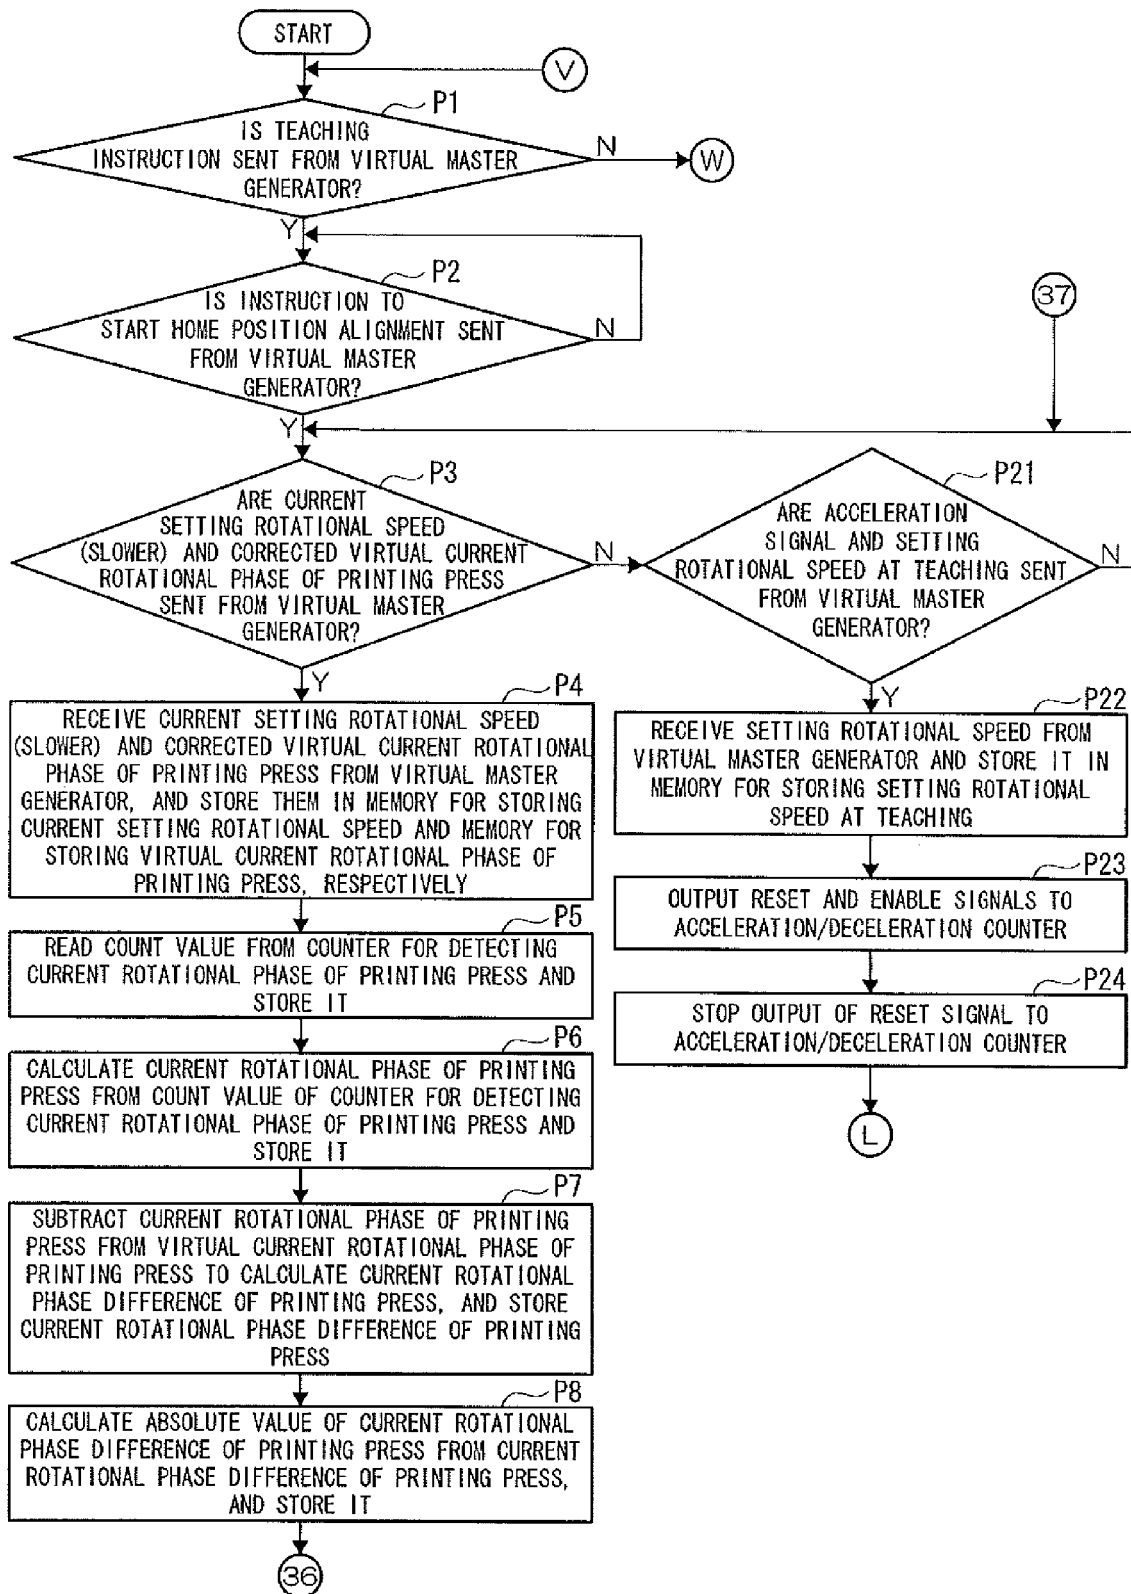 START
V
P1
IS TEACHING
INSTRUCTION SENT FROM VIRTUAL MASTER
GENERATOR?
N
W
Y
P2
IS INSTRUCTION TO
START HOME POSITION ALIGNMENT SENT
FROM VIRTUAL MASTER
GENERATOR?
N
37
Y
P3
ARE CURRENT
SETTING ROTATIONAL SPEED
(SLOWER) AND CORRECTED VIRTUAL CURRENT
ROTATIONAL PHASE OF PRINTING PRESS
SENT FROM VIRTUAL MASTER
GENERATOR?
N
Y
P21
ARE ACCELERATION
SIGNAL AND SETTING
ROTATIONAL SPEED AT TEACHING SENT
FROM VIRTUAL MASTER
GENERATOR?
N
Y
P4
RECEIVE CURRENT SETTING ROTATIONAL SPEED
(SLOWER) AND CORRECTED VIRTUAL CURRENT ROTATIONAL
PHASE OF PRINTING PRESS FROM VIRTUAL MASTER
GENERATOR, AND STORE THEM IN MEMORY FOR STORING
CURRENT SETTING ROTATIONAL SPEED AND MEMORY FOR
STORING VIRTUAL CURRENT ROTATIONAL PHASE OF
PRINTING PRESS, RESPECTIVELY
P5
READ COUNT VALUE FROM COUNTER FOR DETECTING
CURRENT ROTATIONAL PHASE OF PRINTING PRESS AND
STORE IT
P6
CALCULATE CURRENT ROTATIONAL PHASE OF PRINTING
PRESS FROM COUNT VALUE OF COUNTER FOR DETECTING
CURRENT ROTATIONAL PHASE OF PRINTING PRESS AND
STORE IT
P7
SUBTRACT CURRENT ROTATIONAL PHASE OF PRINTING
PRESS FROM VIRTUAL CURRENT ROTATIONAL PHASE OF
PRINTING PRESS TO CALCULATE CURRENT ROTATIONAL
PHASE DIFFERENCE OF PRINTING PRESS, AND STORE
CURRENT ROTATIONAL PHASE DIFFERENCE OF PRINTING
PRESS
P8
CALCULATE ABSOLUTE VALUE OF CURRENT ROTATIONAL
PHASE DIFFERENCE OF PRINTING PRESS FROM CURRENT
ROTATIONAL PHASE DIFFERENCE OF PRINTING PRESS,
AND STORE IT
36
P22
RECEIVE SETTING ROTATIONAL SPEED FROM
VIRTUAL MASTER GENERATOR AND STORE IT IN
MEMORY FOR STORING SETTING ROTATIONAL
SPEED AT TEACHING
P23
OUTPUT RESET AND ENABLE SIGNALS TO
ACCELERATION/DECELERATION COUNTER
P24
STOP OUTPUT OF RESET SIGNAL TO
ACCELERATION/DECELERATION COUNTER
L